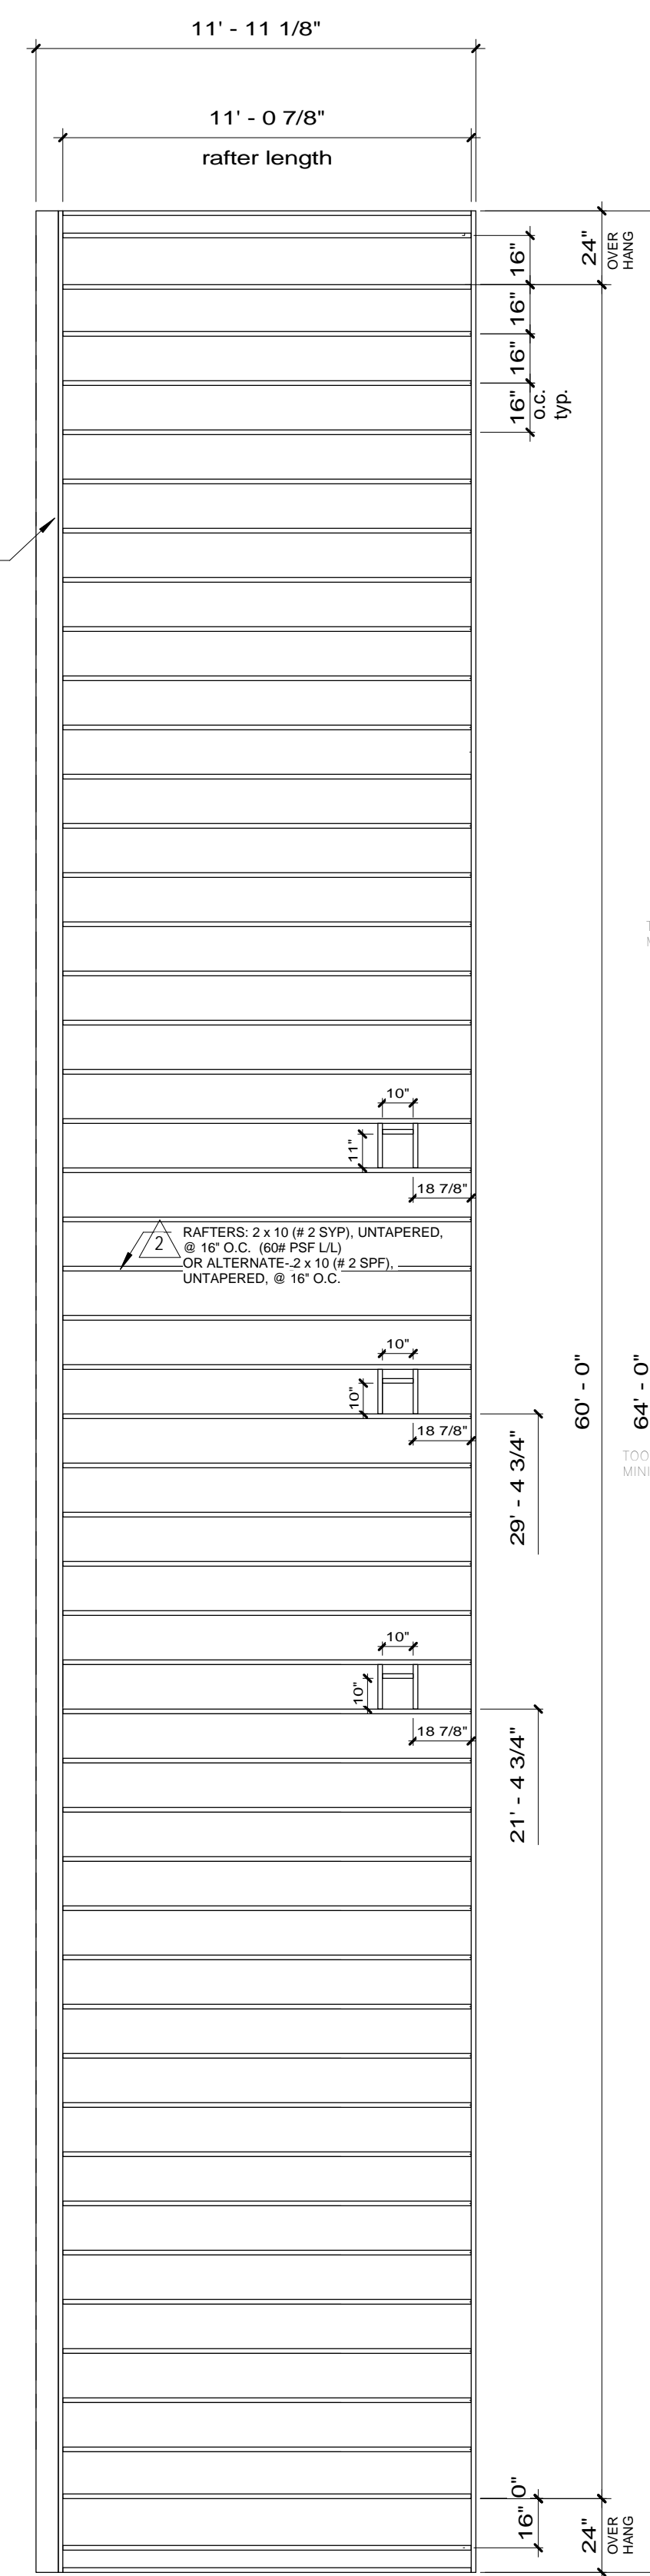 11' - 11 1/8"
11' - 0 7/8"
rafter length
24"
OVER
HANG
16"
16"
16"
16"
o.c.
typ.
10"
11"
18 7/8"
2
RAFTERS: 2 x 10 (# 2 SYP), UNTAPERED,
@ 16" O.C. (60# PSF L/L)
OR ALTERNATE- 2 x 10 (# 2 SPF),
UNTAPERED, @ 16" O.C.
10"
10"
18 7/8"
29' - 4 3/4"
60' - 0"
64' - 0"
TOO
MINI
10"
10"
18 7/8"
21' - 4 3/4"
0"
16"
24"
OVER
HANG